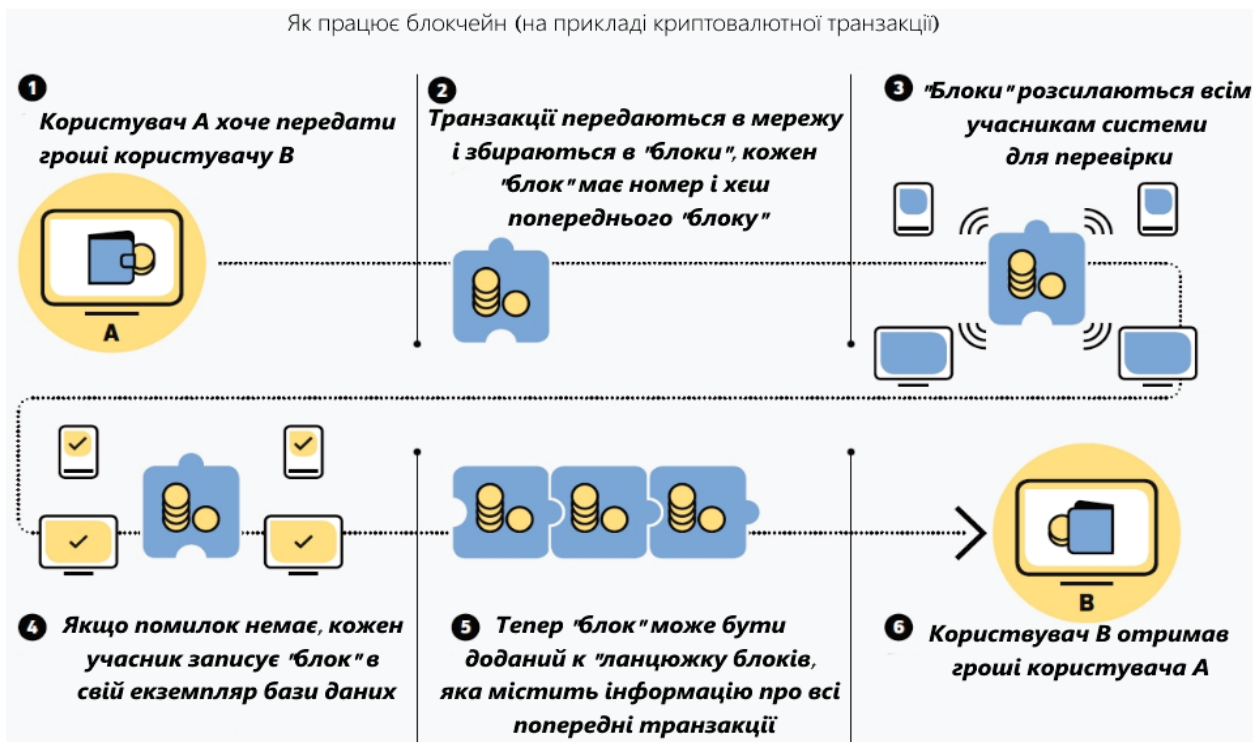 Як працює блокчейн (на прикладі криптовалютної транзакції)
1
Користувач А хоче передати
гроші користувачу В
A
2
Транзакції передаються в мережу
і збираються в "блоки", кожен
"блок" має номер і хєш
попереднього "блоку"
3 "Блоки" розсилаються всім
учасникам системи
для перевірки
4 Якщо помилок немає, кожен
учасник записує "блок" в
свій екземпляр бази даних
5 Тепер "блок" може бути
доданий к "ланцюжку блоків,
яка містить інформацію про всі
попередні транзакції
B
6 Користвувач В отримав
гроші користувача А